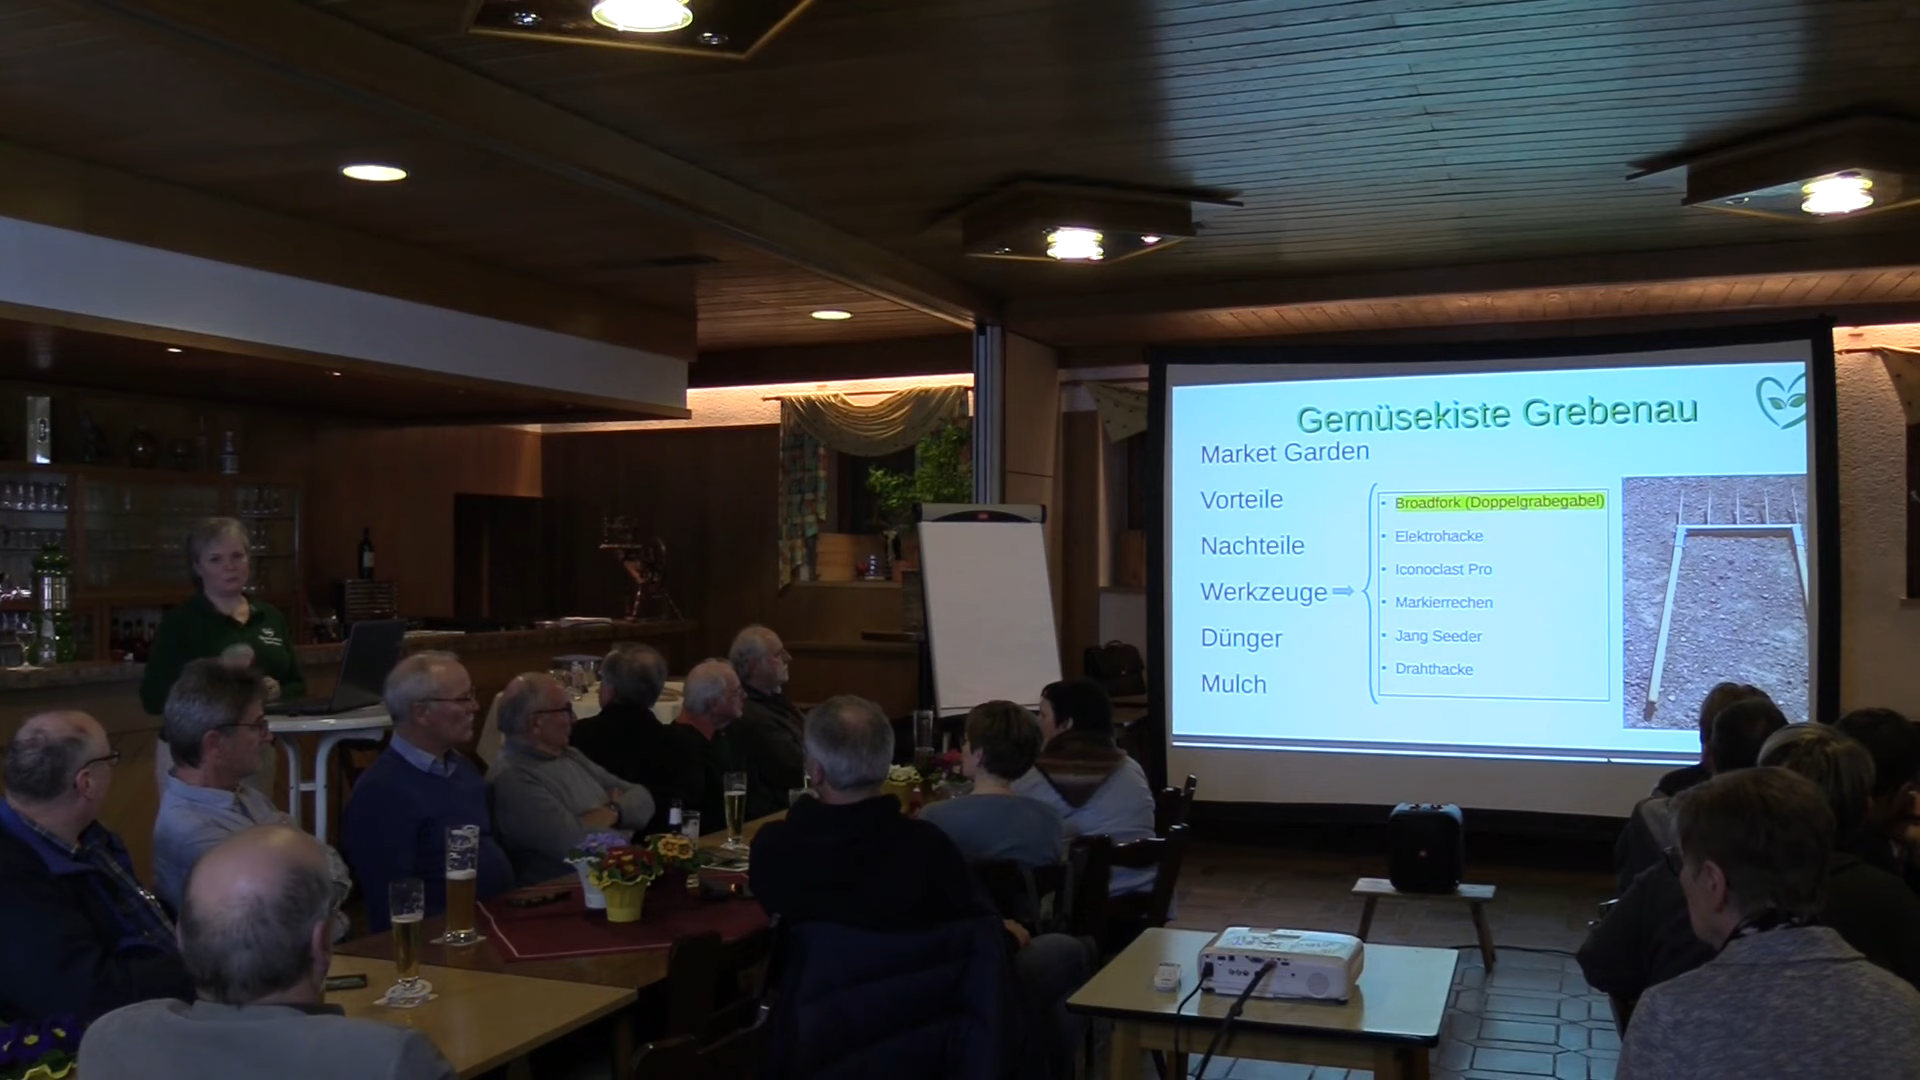 Gemüsekiste Grebenau
Market Garden
Vorteile
Nachteile
Werkzeuge
Dünger
Mulch
• Broadfork (Doppelgrabegabel)
• Elektrohacke
• Iconoclast Pro
• Markierrechen
• Jang Seeder
• Drahthacke